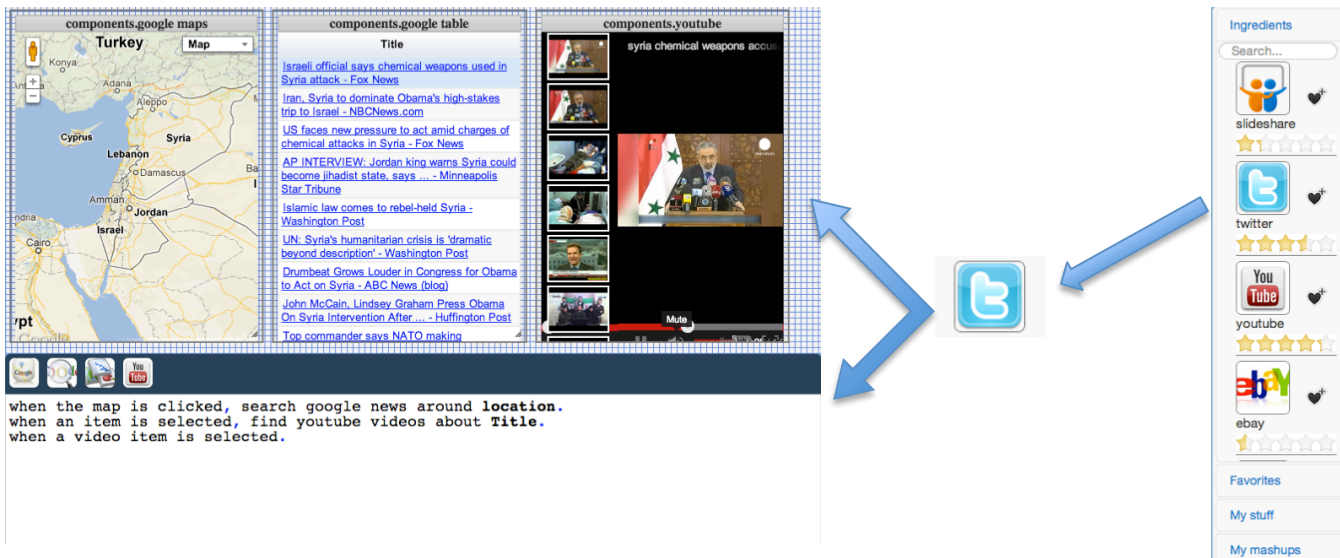 components.google maps
Turkey
Map
Konya
Adana
Aleppo
Cyprus
Syria
Lebanon
Damascus
Ba
Amman
Jordan
Israel
Cairo
ypt
components.google table
Title
Israeli official says chemical weapons used in
Syria attack - Fox News
Iran, Syria to dominate Obama's high-stakes
trip to Israel - NBCNews.com
US faces new pressure to act amid charges of
chemical attacks in Syria - Fox News
AP INTERVIEW: Jordan king warns Syria could
become jihadist state, says ... - Minneapolis
Star Tribune
Islamic law comes to rebel-held Syria -
Washington Post
UN: Syria's humanitarian crisis is 'dramatic
beyond description' - Washington Post
Drumbeat Grows Louder in Congress for Obama
to Act on Syria - ABC News (blog)
John McCain, Lindsey Graham Press Obama
On Syria Intervention After ... - Huffington Post
Top commander says NATO making
components.youtube
syria chemical weapons accus
Mute
Google
You
Tube
when the map is clicked, search google news around location.
when an item is selected, find youtube videos about Title.
when a video item is selected.
Ingredients
Search...
slideshare
twitter
You
Tube
youtube
ebay
ebay
Favorites
My stuff
My mashups